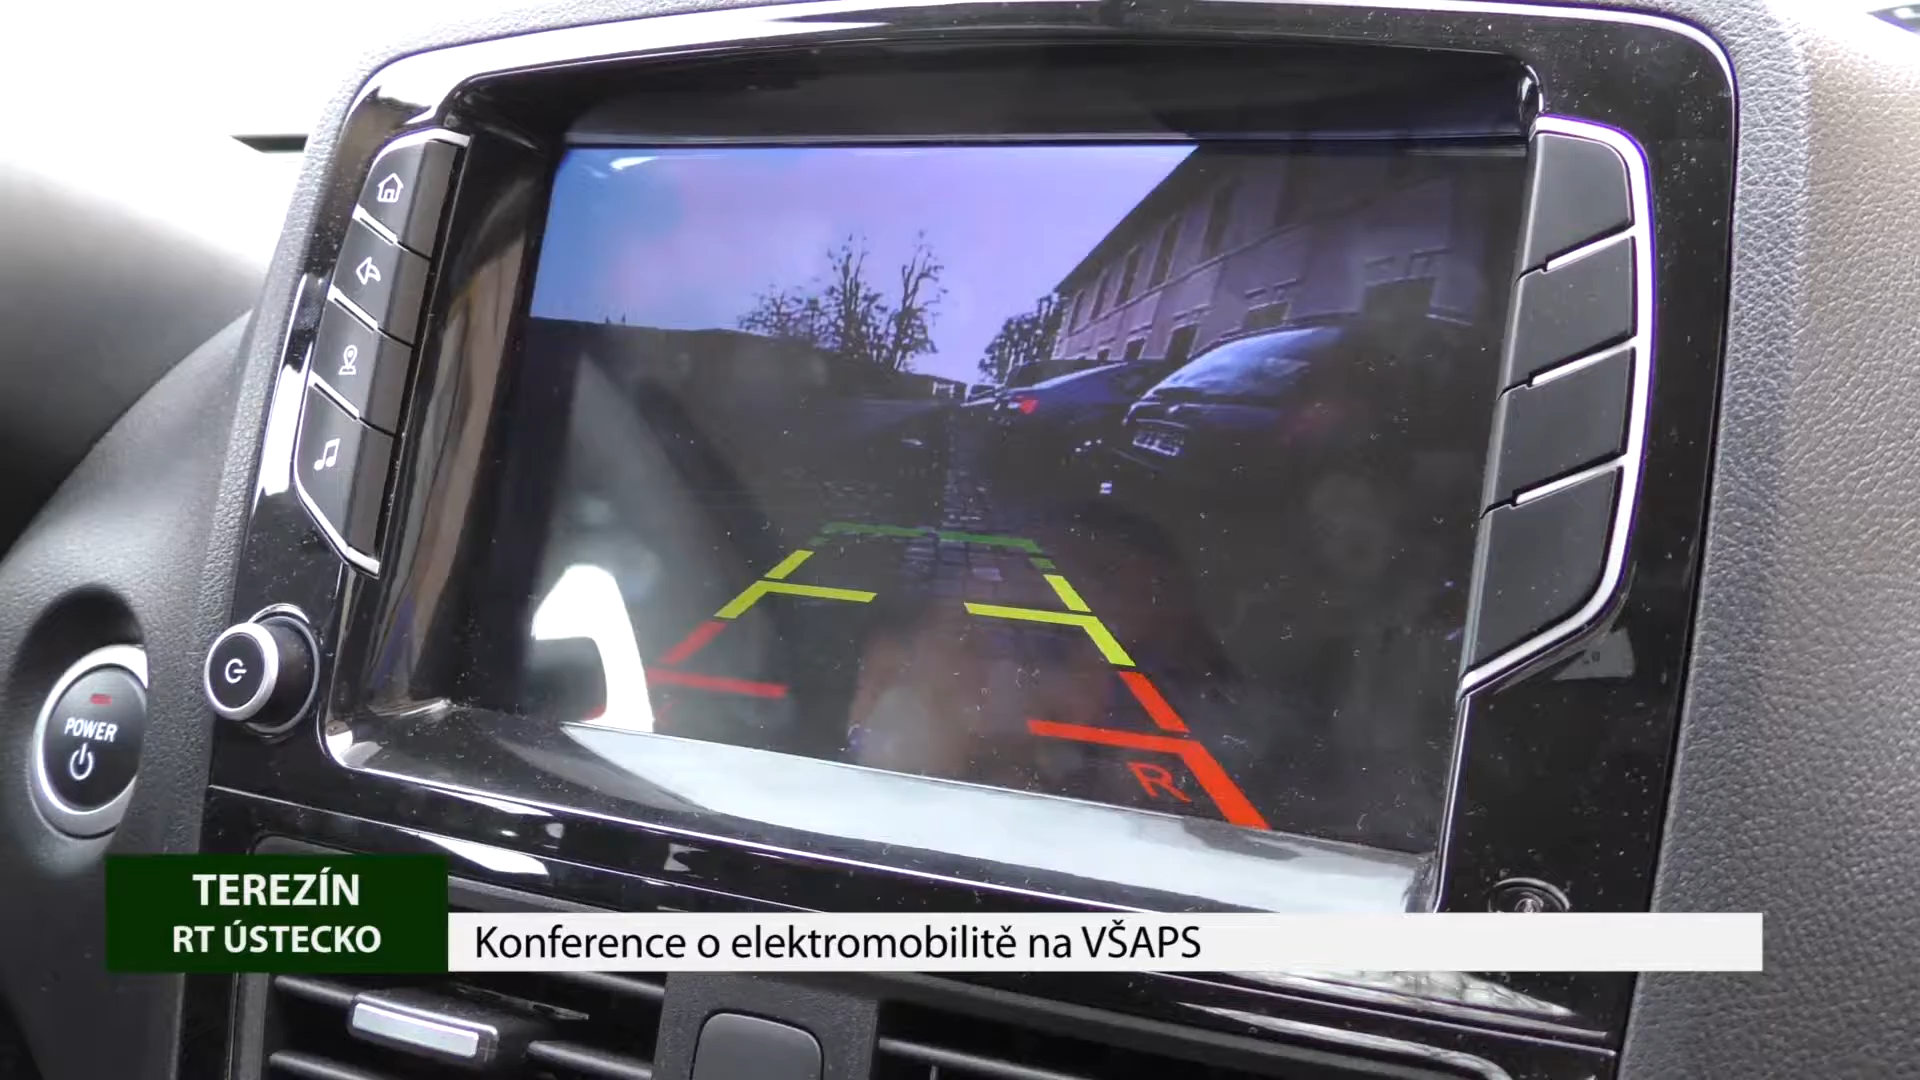 POWER
R
TEREZÍN
RT ÚSTECKO
Konference o elektromobilitě na VŠAPS